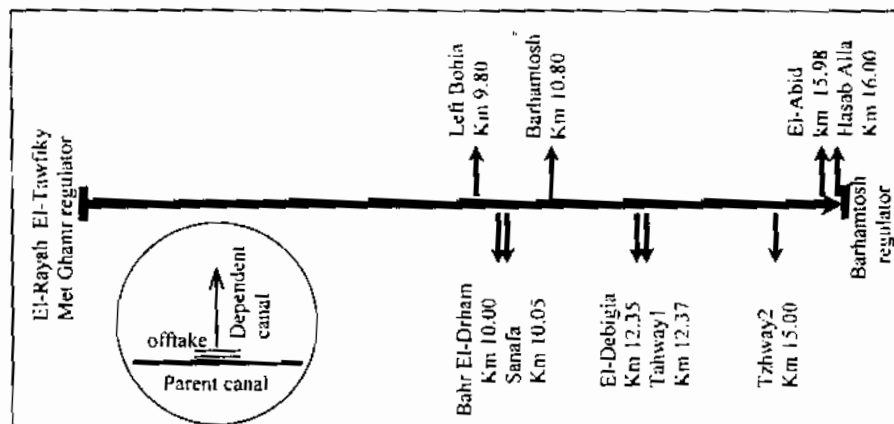 El-Rayah El-Tawfiky
Met Ghamr regulator
Left Bohia
Km 9.80
Barhamtosh
Km 10.80
El-Abid
km 15.98
Hasab Alla
Km 16.00
Barhamtosh
regulator
Bahr El-Drham
Km 10.00
Sanafa
Km 10.05
El-Debigia
Km 12.35
Tahway1
Km 12.37
Tzhway2
Km 15.00
offtake
Dependent
canal
Parent canal